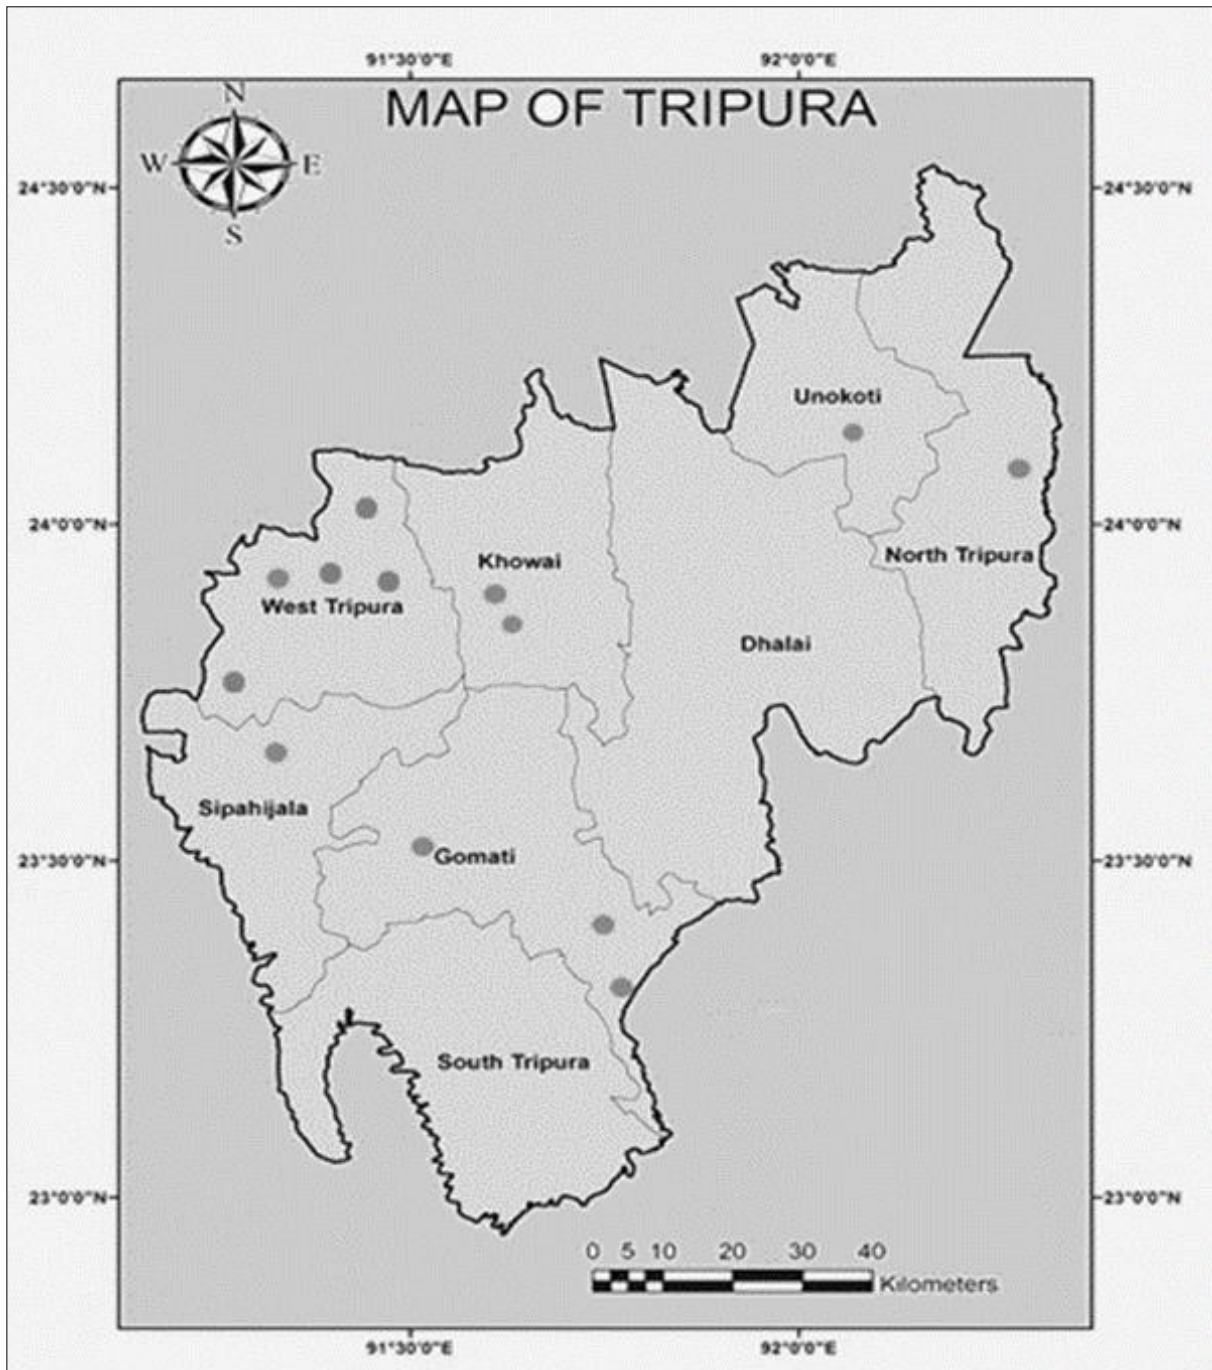 91°30'0"E 92°0'0"E
MAP OF TRIPURA
N
W E
S
24°30'0"N 24°30'0"N
Unokoti
24°0'0"N 24°0'0"N
Khowai
North Tripura
West Tripura
Dhalai
Sipahijala
Gomati
23°30'0"N 23°30'0"N
South Tripura
23°0'0"N 23°0'0"N
0 5 10 20 30 40
Kilometers
91°30'0"E 92°0'0"E